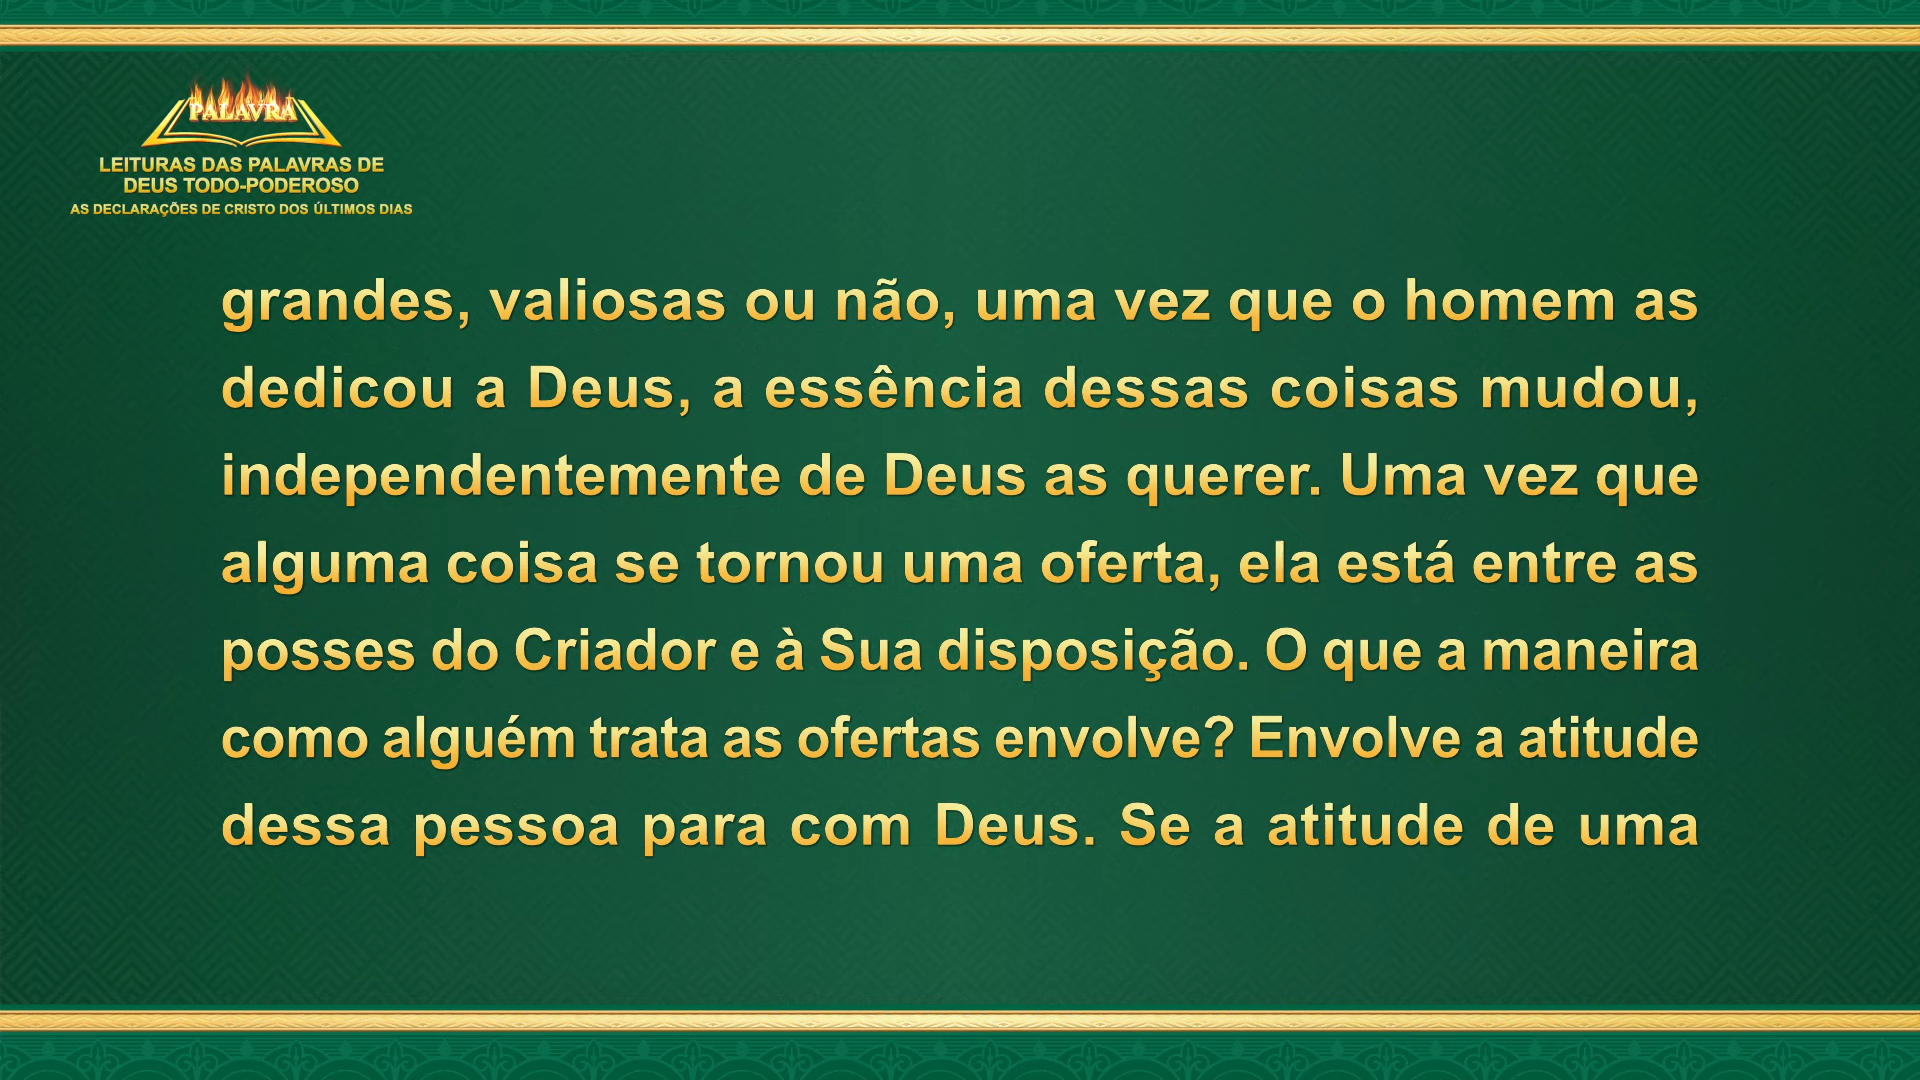 PALAVRA
LEITURAS DAS PALAVRAS DE
DEUS TODO-PODEROSO
AS DECLARAÇÕES DE CRISTO DOS ÚLTIMOS DIAS
grandes, valiosas ou não, uma vez que o homem as
dedicou a Deus, a essência dessas coisas mudou,
independentemente de Deus as querer. Uma vez que
alguma coisa se tornou uma oferta, ela está entre as
posses do Criador e à Sua disposição. O que a maneira
como alguém trata as ofertas envolve? Envolve a atitude
dessa pessoa para com Deus. Se a atitude de uma